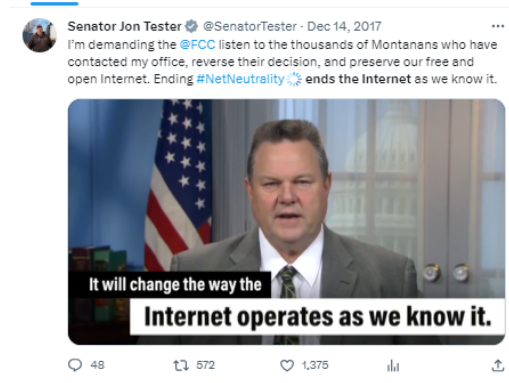 Senator Jon Tester @SenatorTester · Dec 14, 2017
I'm demanding the @FCC listen to the thousands of Montanans who have
contacted my office, reverse their decision, and preserve our free and
open Internet. Ending #NetNeutrality ends the Internet as we know it.
It will change the way the
Internet operates as we know it.
48 572 1,375